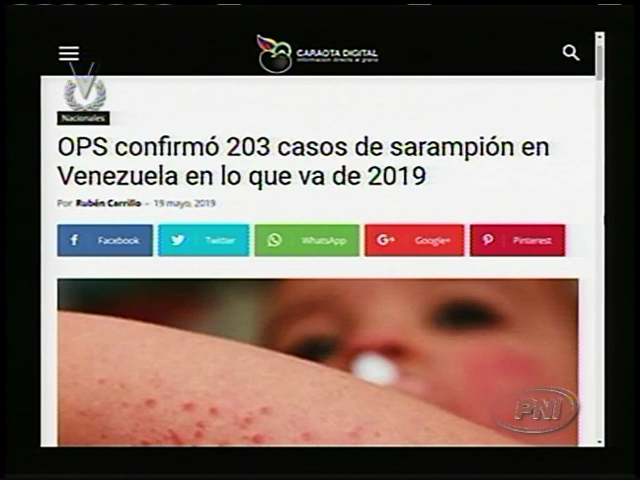 CARAOTA DIGITAL
información directa al grano
Nacionales
OPS confirmó 203 casos de sarampión en
Venezuela en lo que va de 2019
Por Rubén Carrillo - 19 mayo, 2019
Facebook
Twitter
WhatsApp
Google+
Pinterest
PNI